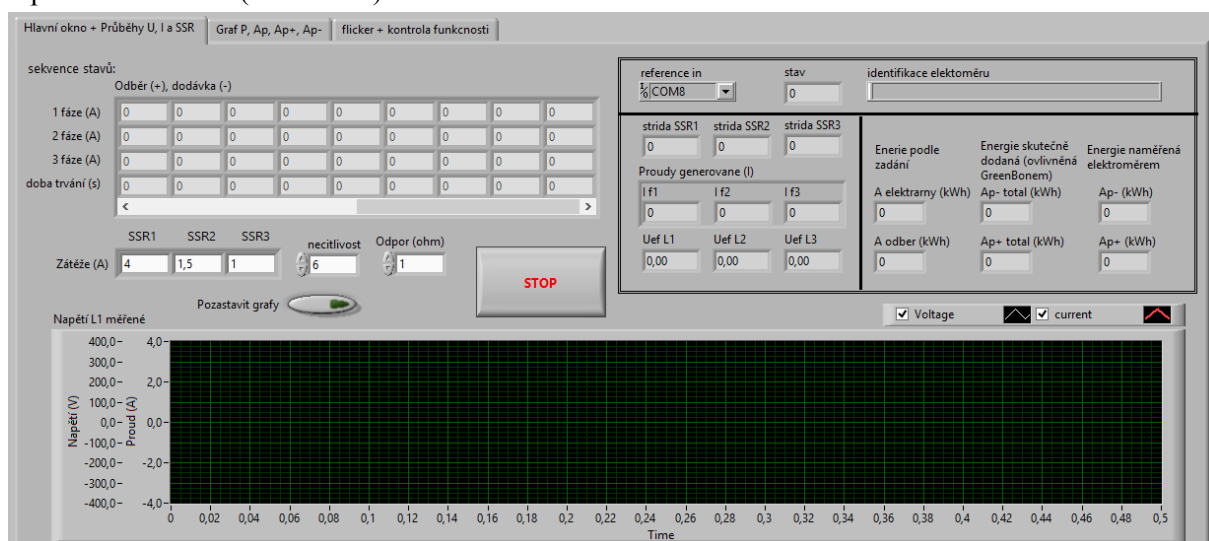 Hlavní okno + Průběhy U, I a SSR
Graf P, Ap, Ap+, Ap-
flicker + kontrola funkcnosti
sekvence stavů:
Odběr (+), dodávka (-)
1 fáze (A) 0 0 0 0 0 0 0 0 0
2 fáze (A) 0 0 0 0 0 0 0 0 0
3 fáze (A) 0 0 0 0 0 0 0 0 0
doba trvání (s) 0 0 0 0 0 0 0 0 0
SSR1 SSR2 SSR3
Zátěže (A) 4 1,5 1
necitlivost
6
Odpor (ohm)
1
STOP
Pozastavit grafy
reference in
COM8
stav
0
identifikace elektoměru
strida SSR1 strida SSR2 strida SSR3
0 0 0
Proudy generovane (I)
I f1 I f2 I f3
0 0 0
Uef L1 Uef L2 Uef L3
0,00 0,00 0,00
Enerie podle
zadání
Energie skutečně
dodaná (ovlivněná
GreenBonem)
Energie naměřená
elektroměrem
A elektrarny (kWh) Ap- total (kWh) Ap- (kWh)
0 0 0
A odber (kWh) Ap+ total (kWh) Ap+ (kWh)
0 0 0
Napětí L1 měřené
Voltage current
Napětí (V)
400,0
300,0
200,0
100,0
0,0
-100,0
-200,0
-300,0
-400,0
Proud (A)
4,0
2,0
0,0
-2,0
-4,0
0 0,02 0,04 0,06 0,08 0,1 0,12 0,14 0,16 0,18 0,2 0,22 0,24 0,26 0,28 0,3 0,32 0,34 0,36 0,38 0,4 0,42 0,44 0,46 0,48 0,5
Time